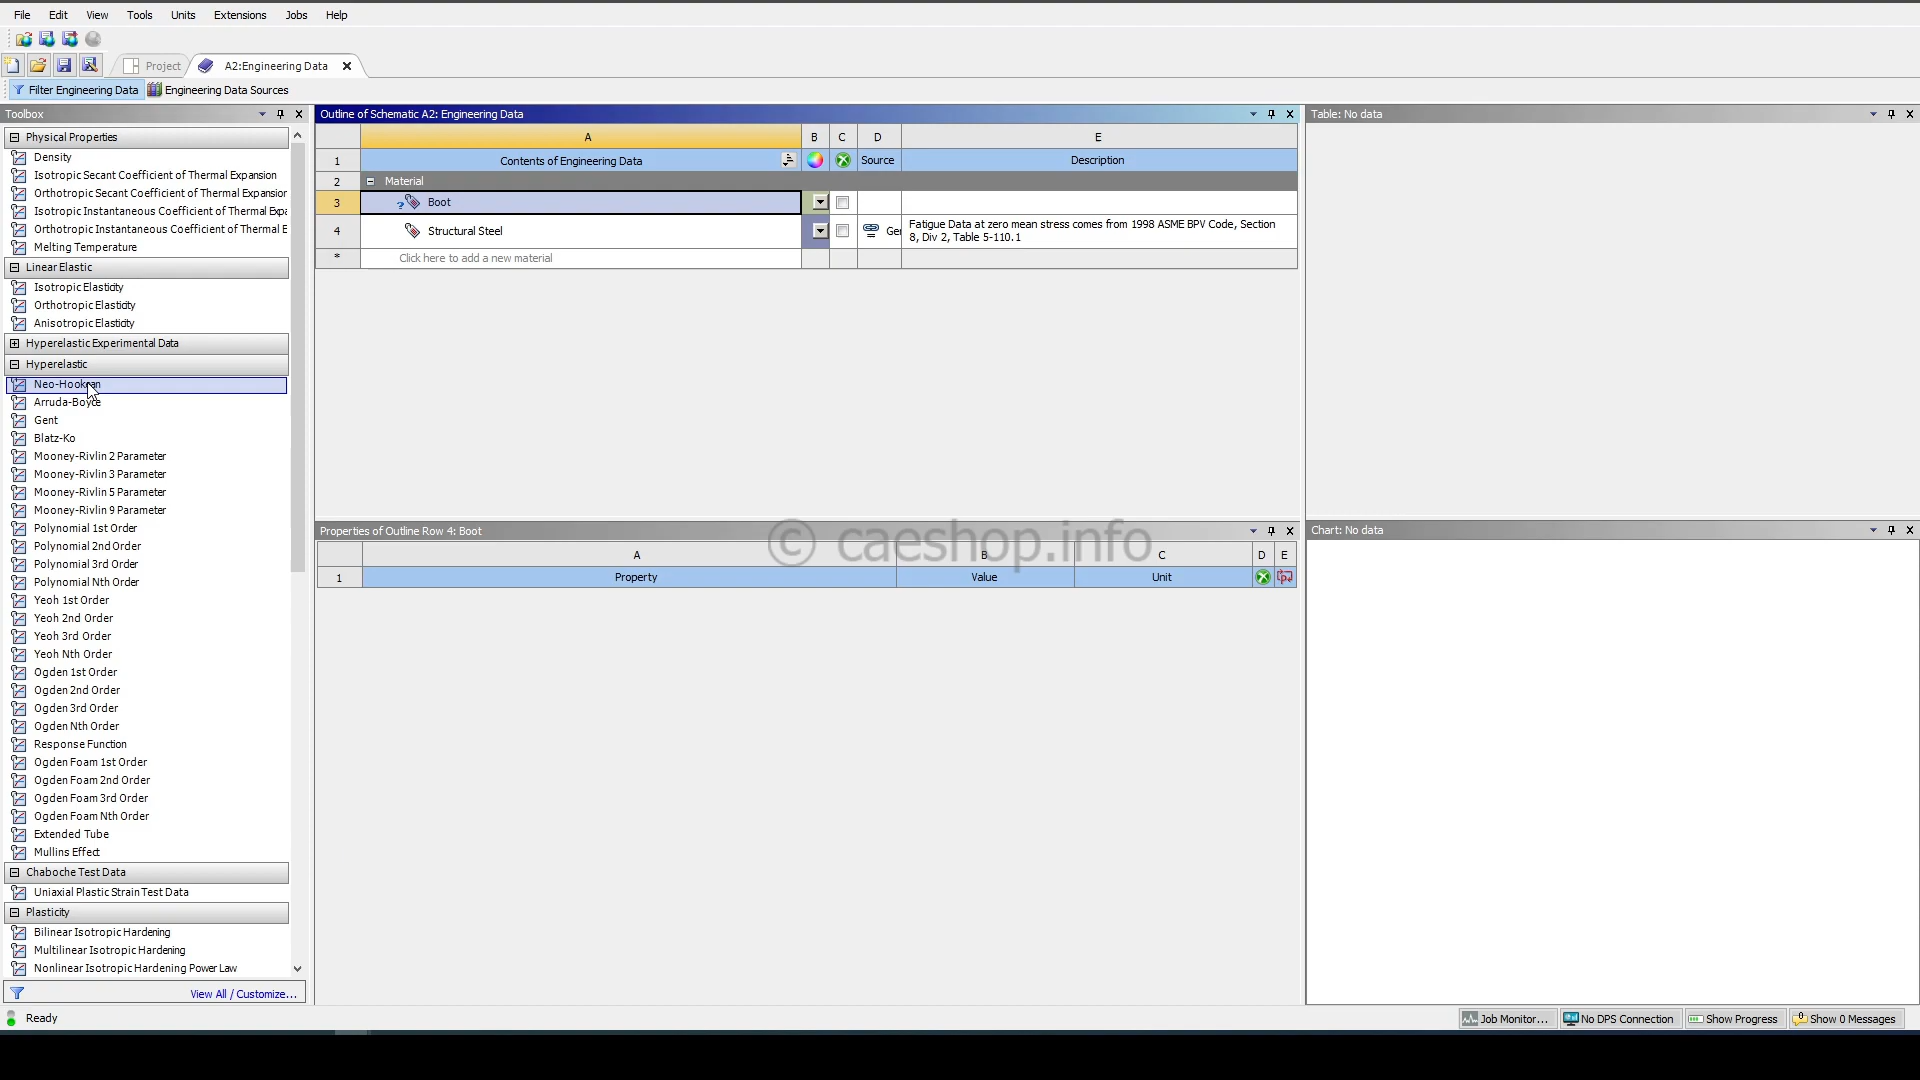 File Edit View Tools Units Extensions Jobs Help
Project A2:Engineering Data
Filter Engineering Data Engineering Data Sources
Toolbox
Physical Properties
Density
Isotropic Secant Coefficient of Thermal Expansion
Orthotropic Secant Coefficient of Thermal Expansion
Isotropic Instantaneous Coefficient of Thermal Expa
Orthotropic Instantaneous Coefficient of Thermal E
Melting Temperature
Linear Elastic
Isotropic Elasticity
Orthotropic Elasticity
Anisotropic Elasticity
Hyperelastic Experimental Data
Hyperelastic
Neo-Hookean
Arruda-Boyce
Gent
Blatz-Ko
Mooney-Rivlin 2 Parameter
Mooney-Rivlin 3 Parameter
Mooney-Rivlin 5 Parameter
Mooney-Rivlin 9 Parameter
Polynomial 1st Order
Polynomial 2nd Order
Polynomial 3rd Order
Polynomial Nth Order
Yeoh 1st Order
Yeoh 2nd Order
Yeoh 3rd Order
Yeoh Nth Order
Ogden 1st Order
Ogden 2nd Order
Ogden 3rd Order
Ogden Nth Order
Response Function
Ogden Foam 1st Order
Ogden Foam 2nd Order
Ogden Foam 3rd Order
Ogden Foam Nth Order
Extended Tube
Mullins Effect
Chaboche Test Data
Uniaxial Plastic Strain Test Data
Plasticity
Bilinear Isotropic Hardening
Multilinear Isotropic Hardening
Nonlinear Isotropic Hardening Power Law
View All / Customize...
Outline of Schematic A2: Engineering Data
A B C D E
1 Contents of Engineering Data Source Description
2 Material
3 ? Boot
4 Structural Steel Ge Fatigue Data at zero mean stress comes from 1998 ASME BPV Code, Section
8, Div 2, Table 5-110.1
* Click here to add a new material
Properties of Outline Row 4: Boot
A B C D E
1 Property Value Unit
© caeshop.info
Table: No data
Chart: No data
Ready
Job Monitor... No DPS Connection Show Progress 0 Show 0 Messages